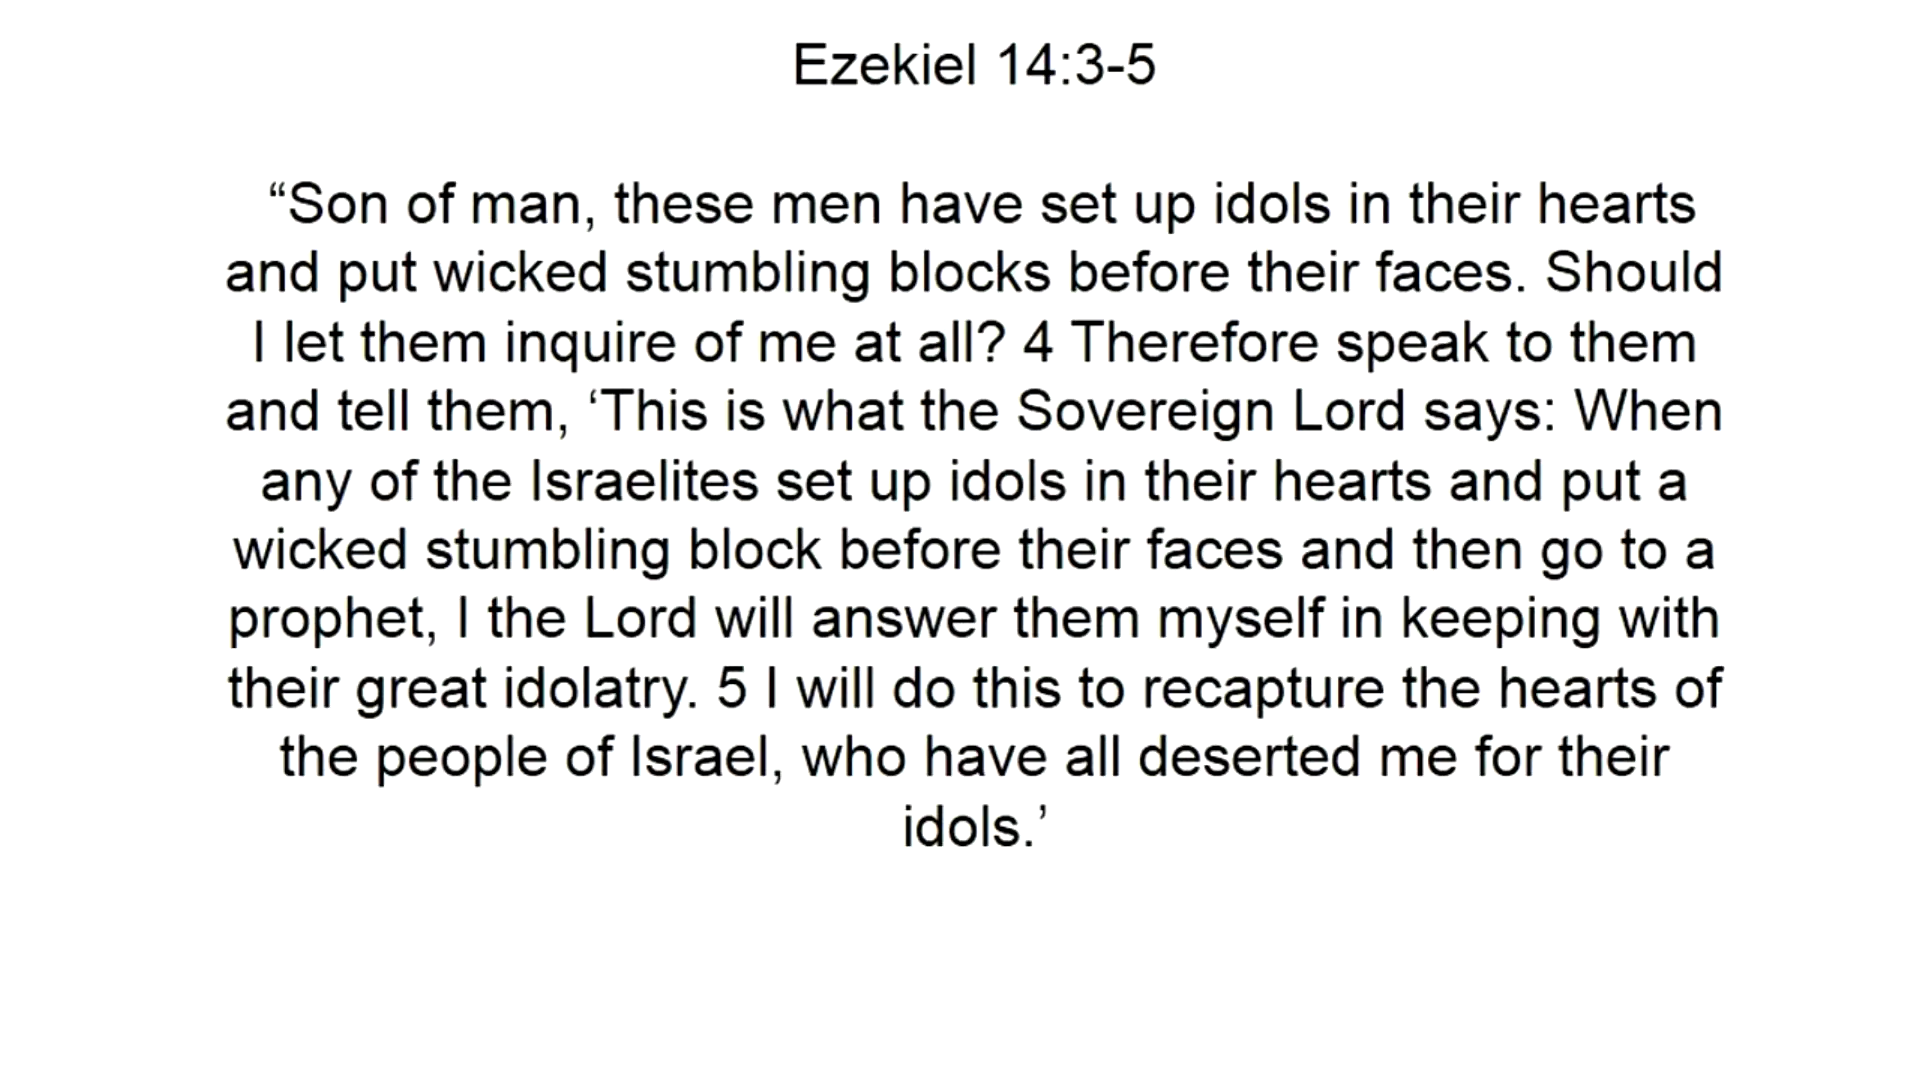 Ezekiel 14:3-5
“Son of man, these men have set up idols in their hearts
and put wicked stumbling blocks before their faces. Should
I let them inquire of me at all? 4 Therefore speak to them
and tell them, ‘This is what the Sovereign Lord says: When
any of the Israelites set up idols in their hearts and put a
wicked stumbling block before their faces and then go to a
prophet, I the Lord will answer them myself in keeping with
their great idolatry. 5 I will do this to recapture the hearts of
the people of Israel, who have all deserted me for their
idols.’